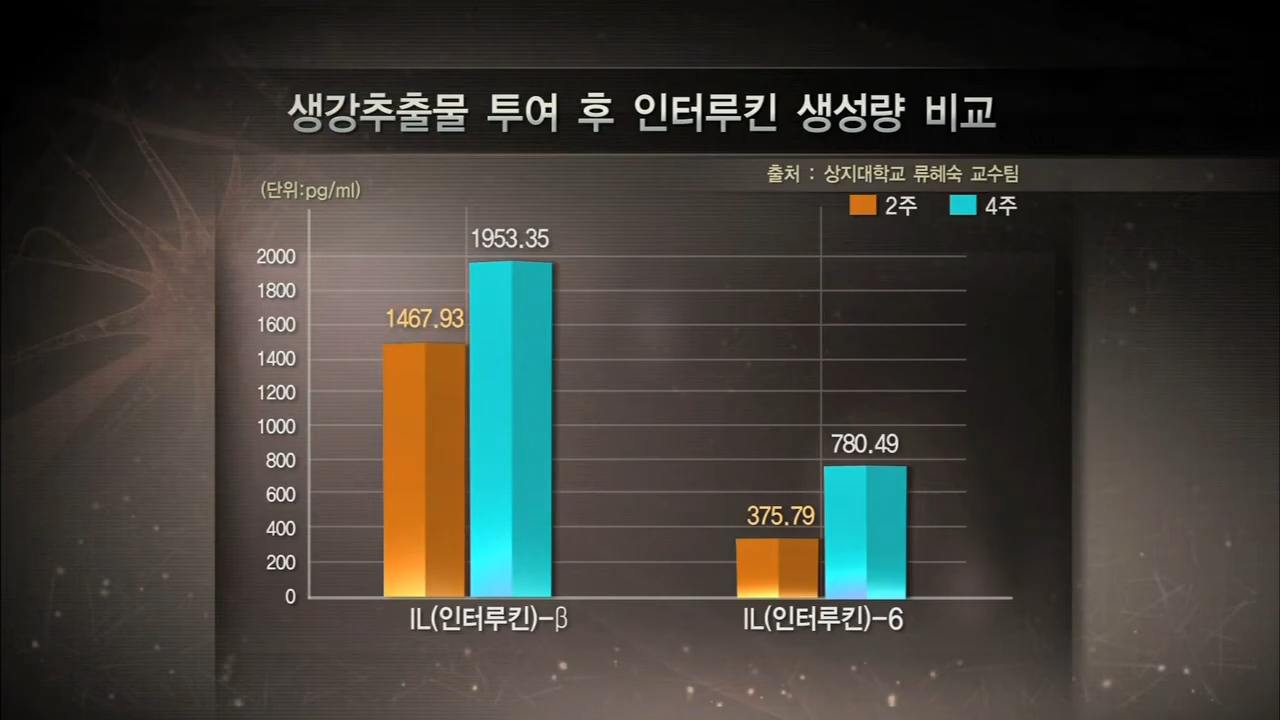 생강추출물 투여 후 인터루킨 생성량 비교
출처 : 상지대학교 류혜숙 교수팀
(단위:pg/ml)
2주 4주
2000
1800
1600
1400
1200
1000
800
600
400
200
0
1467.93
1953.35
375.79
780.49
IL(인터루킨)-β
IL(인터루킨)-6